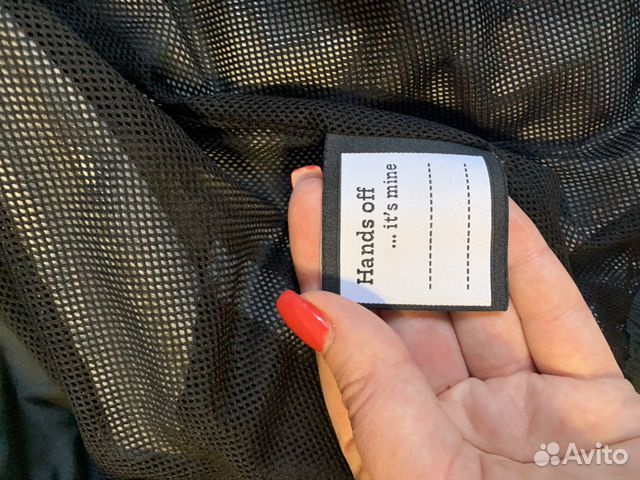 Hands off
... it's mine
Avito